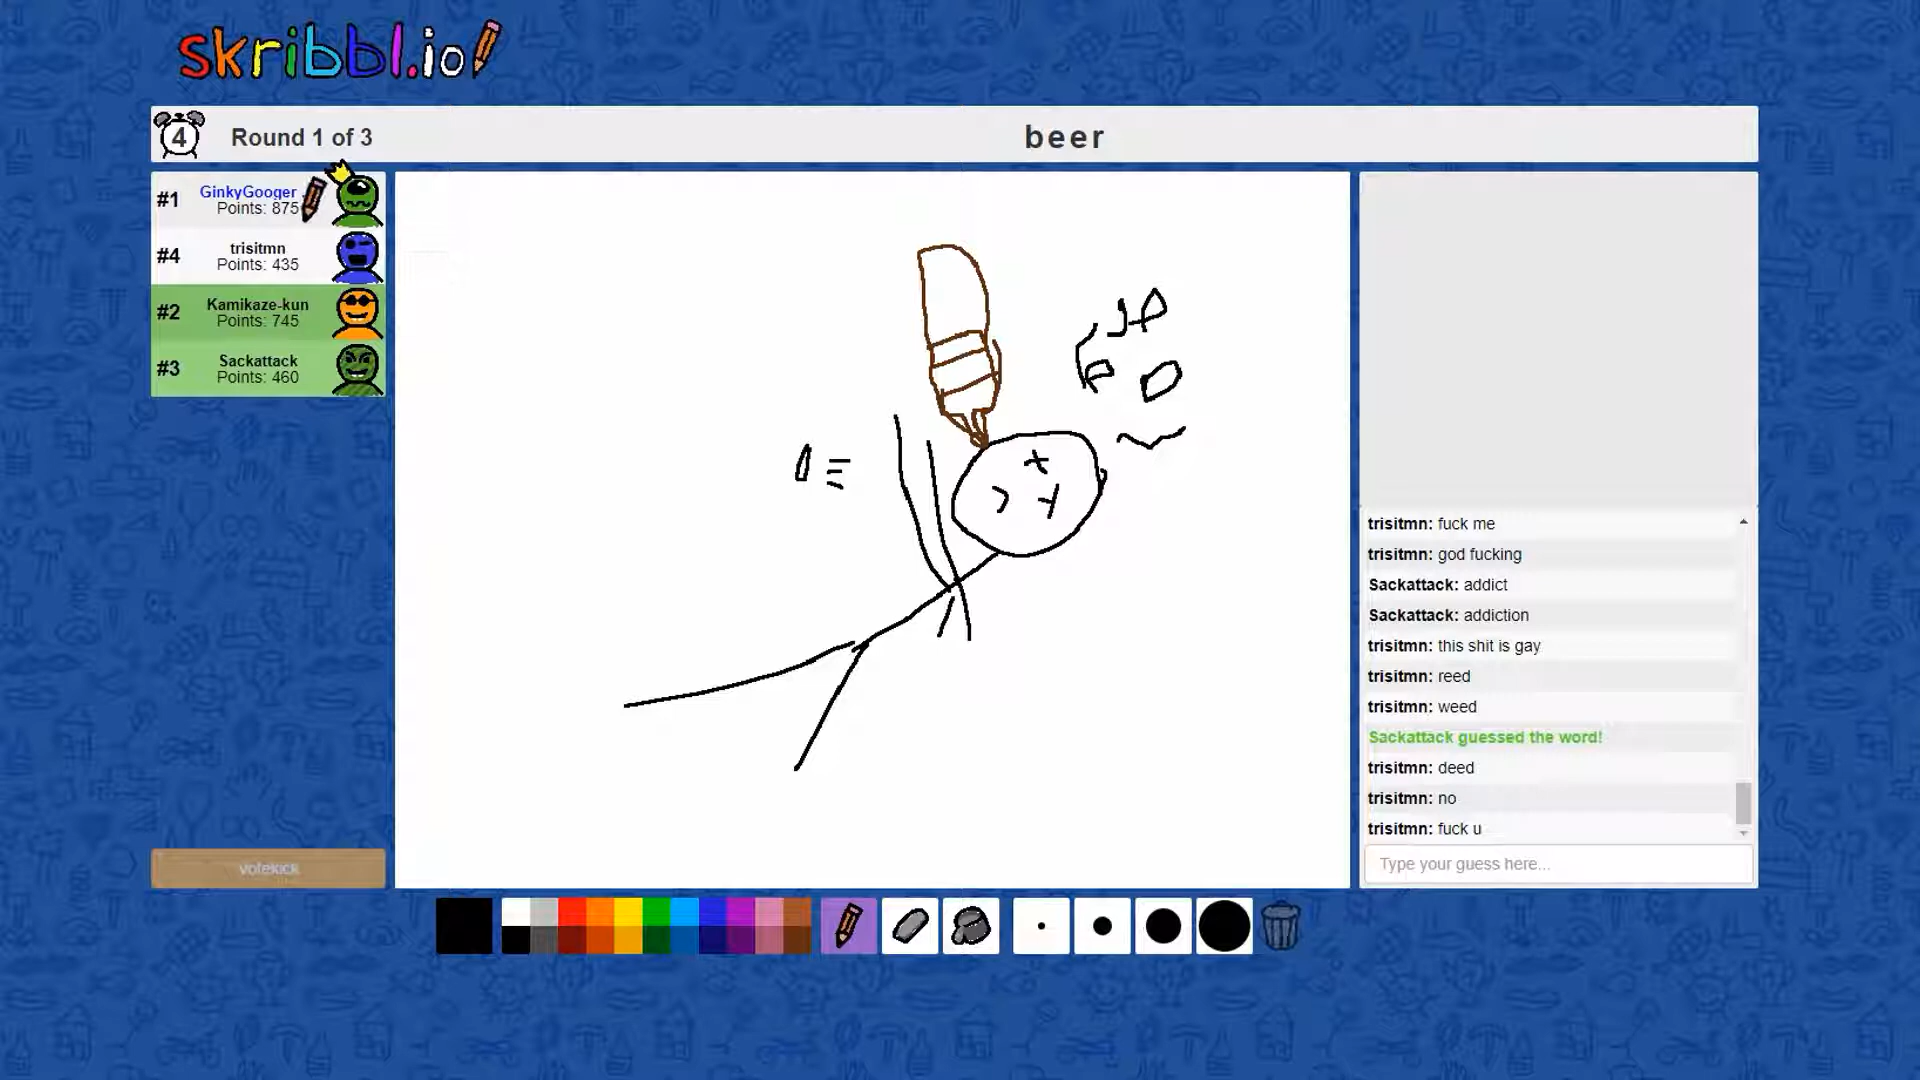 skribbl.io
4
Round 1 of 3
beer
#1
GinkyGooger
Points: 875
#4
trisitmn
Points: 435
#2
Kamikaze-kun
Points: 745
#3
Sackattack
Points: 460
trisitmn: fuck me
trisitmn: god fucking
Sackattack: addict
Sackattack: addiction
trisitmn: this shit is gay
trisitmn: reed
trisitmn: weed
Sackattack guessed the word!
trisitmn: deed
trisitmn: no
trisitmn: fuck u
Type your guess here...
votekick